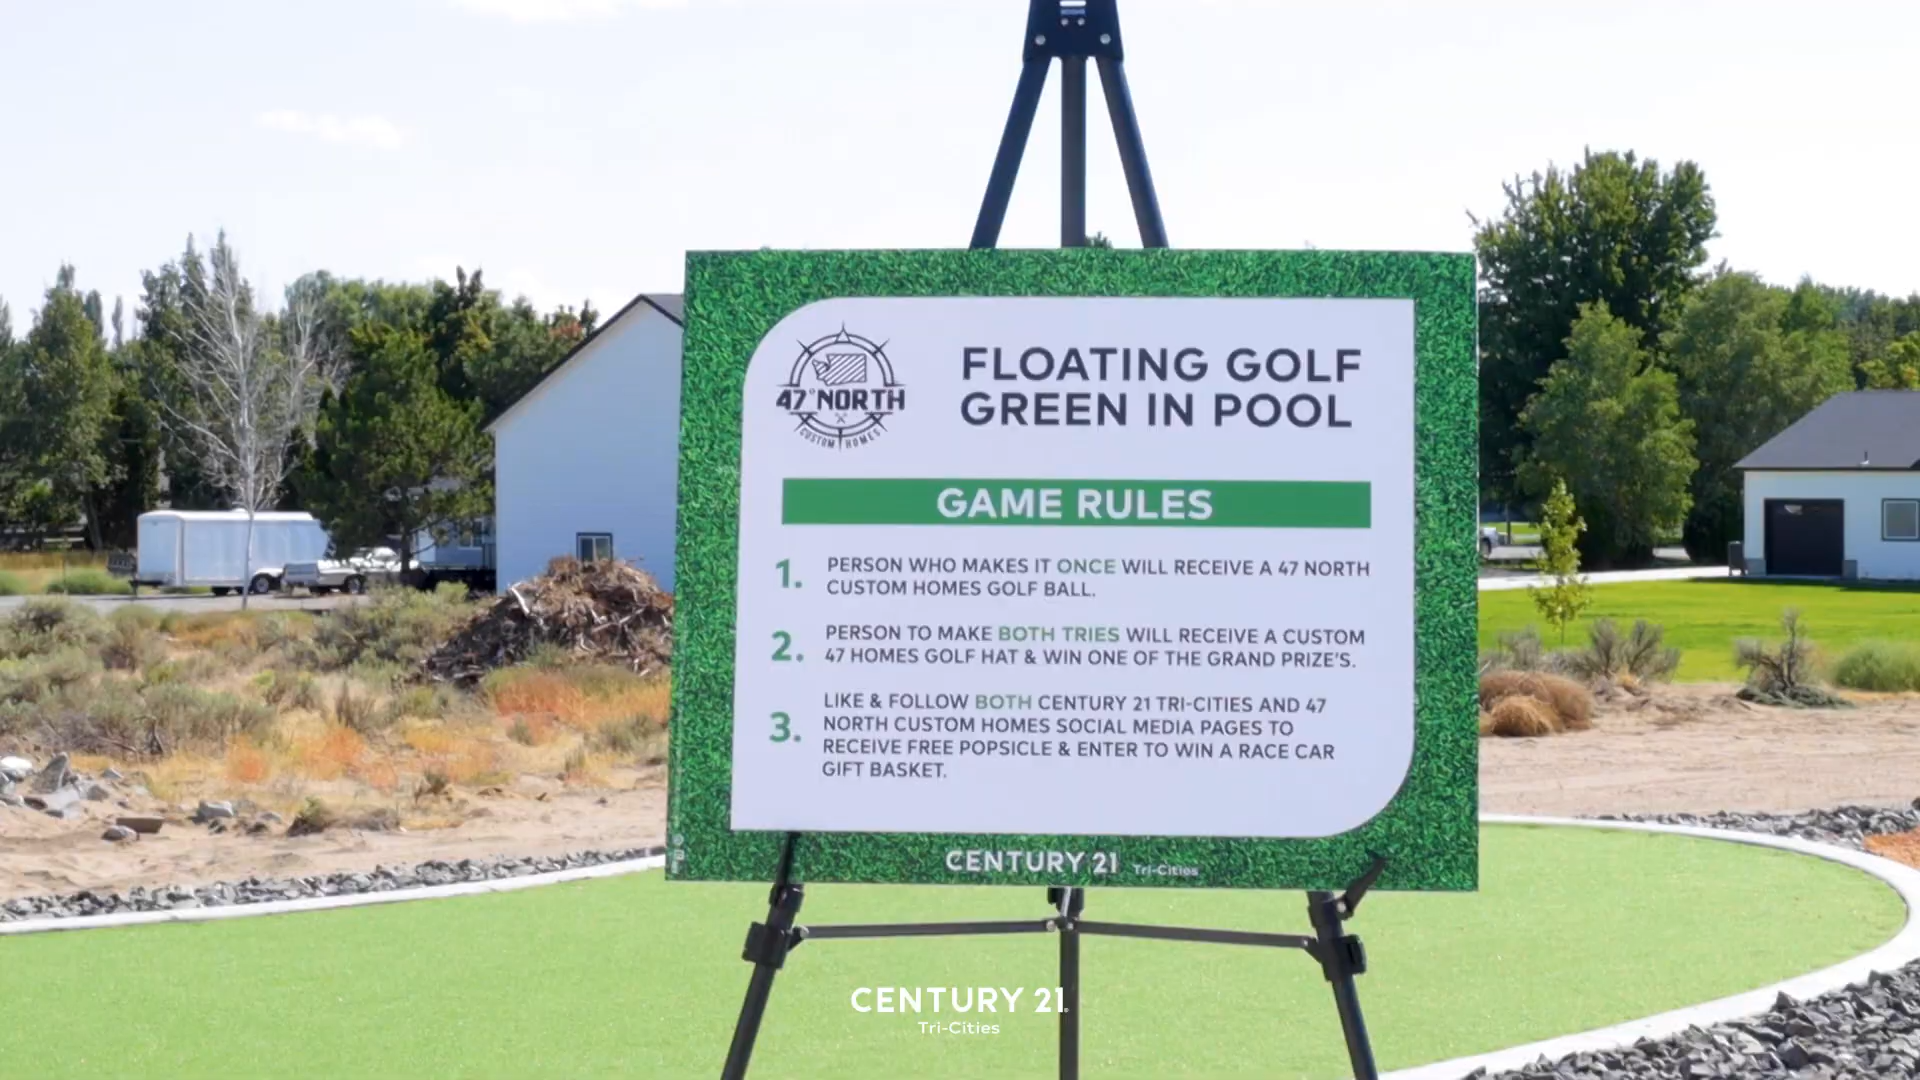 47°NORTH
CUSTOM HOMES
FLOATING GOLF
GREEN IN POOL
GAME RULES
1. PERSON WHO MAKES IT ONCE WILL RECEIVE A 47 NORTH
CUSTOM HOMES GOLF BALL.
2. PERSON TO MAKE BOTH TRIES WILL RECEIVE A CUSTOM
47 HOMES GOLF HAT & WIN ONE OF THE GRAND PRIZE'S.
3. LIKE & FOLLOW BOTH CENTURY 21 TRI-CITIES AND 47
NORTH CUSTOM HOMES SOCIAL MEDIA PAGES TO
RECEIVE FREE POPSICLE & ENTER TO WIN A RACE CAR
GIFT BASKET.
CENTURY 21 Tri-Cities
CENTURY 21
Tri-Cities